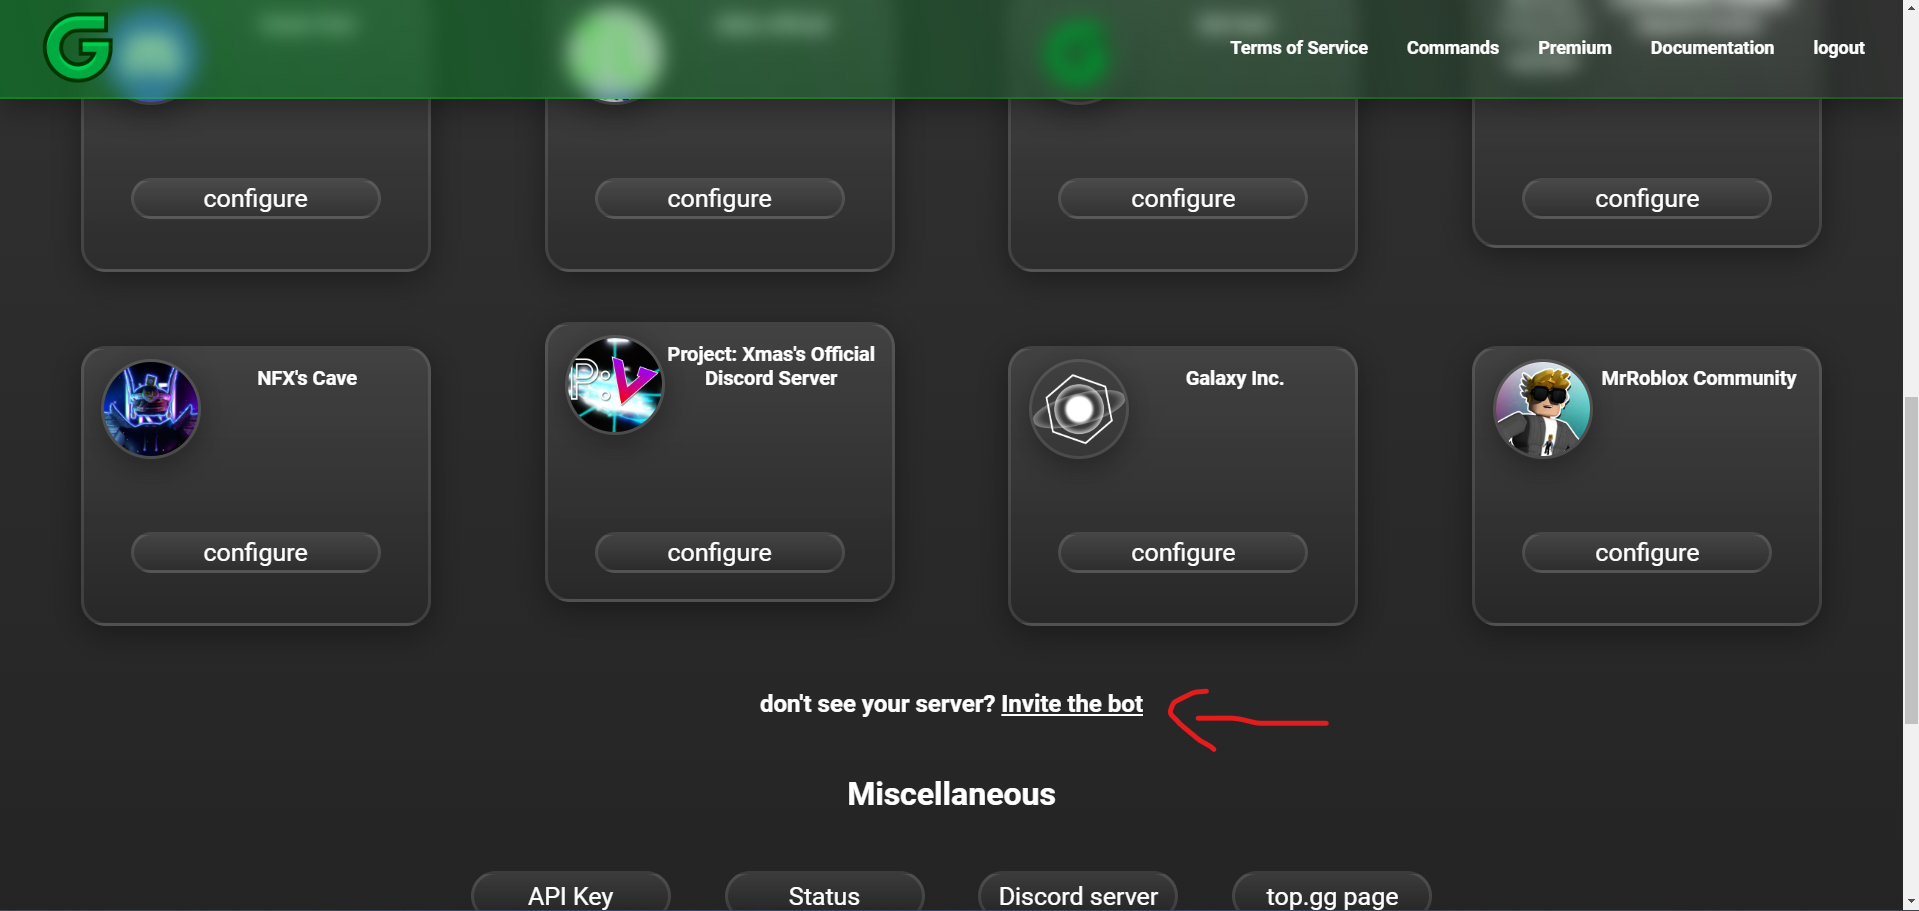 Terms of Service Commands Premium Documentation logout
configure configure configure configure
NFX's Cave
Project: Xmas's Official
Discord Server
Galaxy Inc.
MrRoblox Community
configure configure configure configure
don't see your server? Invite the bot
Miscellaneous
API Key Status Discord server top.gg page